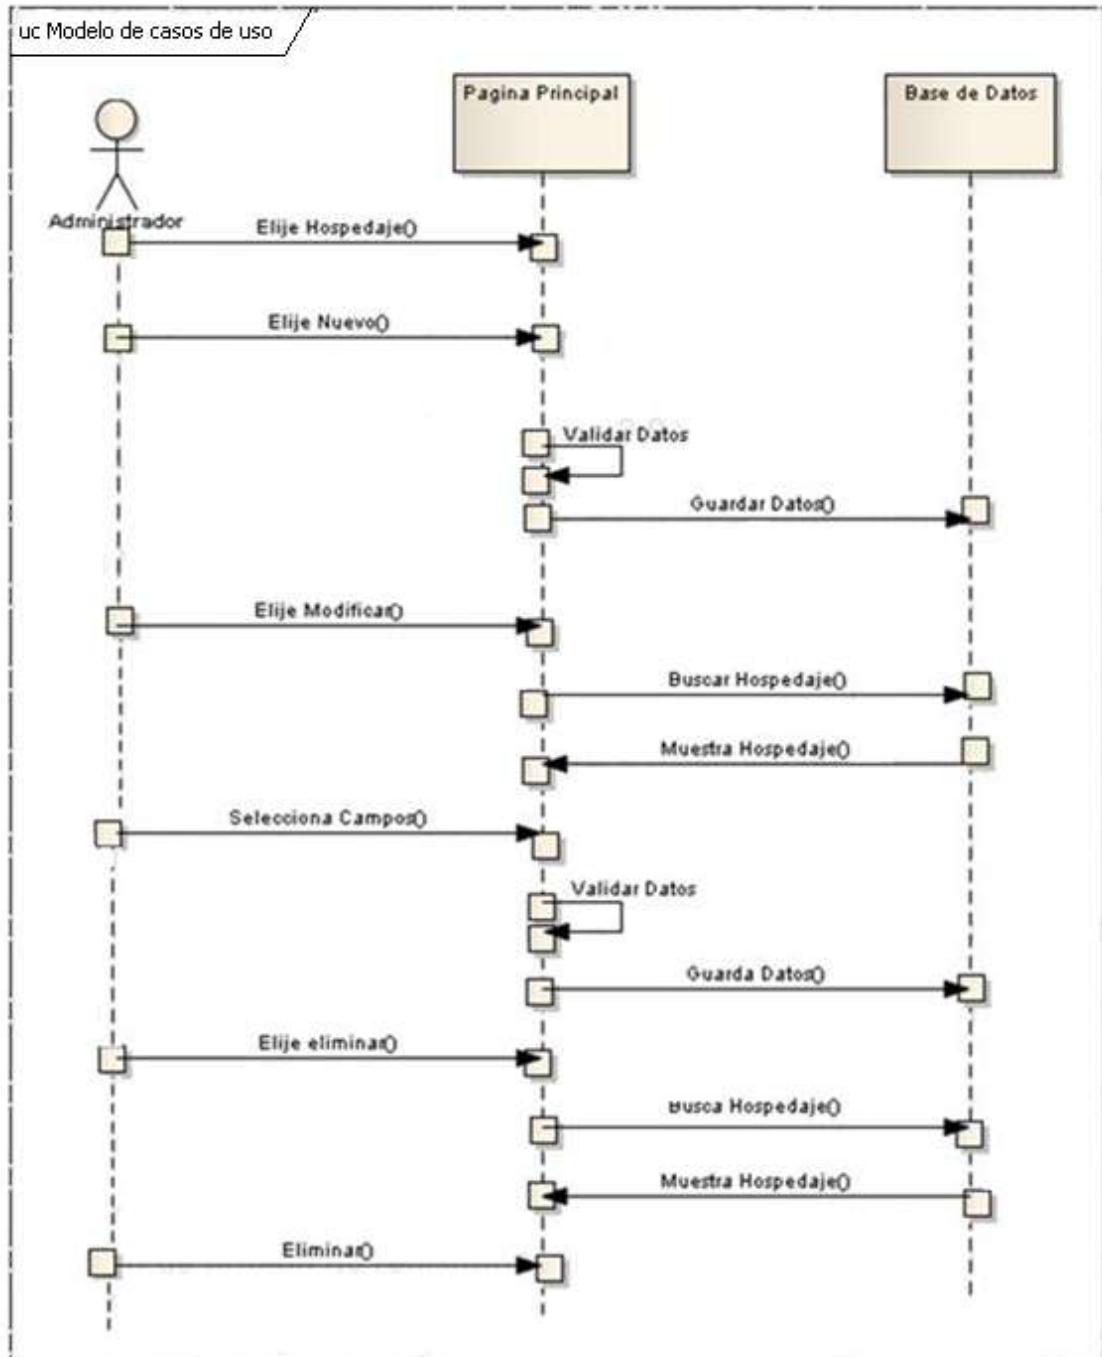 uc Modelo de casos de uso
Pagina Principal
Base de Datos
Administrador
Elije Hospedaje()
Elije Nuevo()
Validar Datos
Guardar Datos()
Elije Modificar()
Buscar Hospedaje()
Muestra Hospedaje()
Selecciona Campos()
Validar Datos
Guarda Datos()
Elije eliminar()
Busca Hospedaje()
Muestra Hospedaje()
Eliminar()